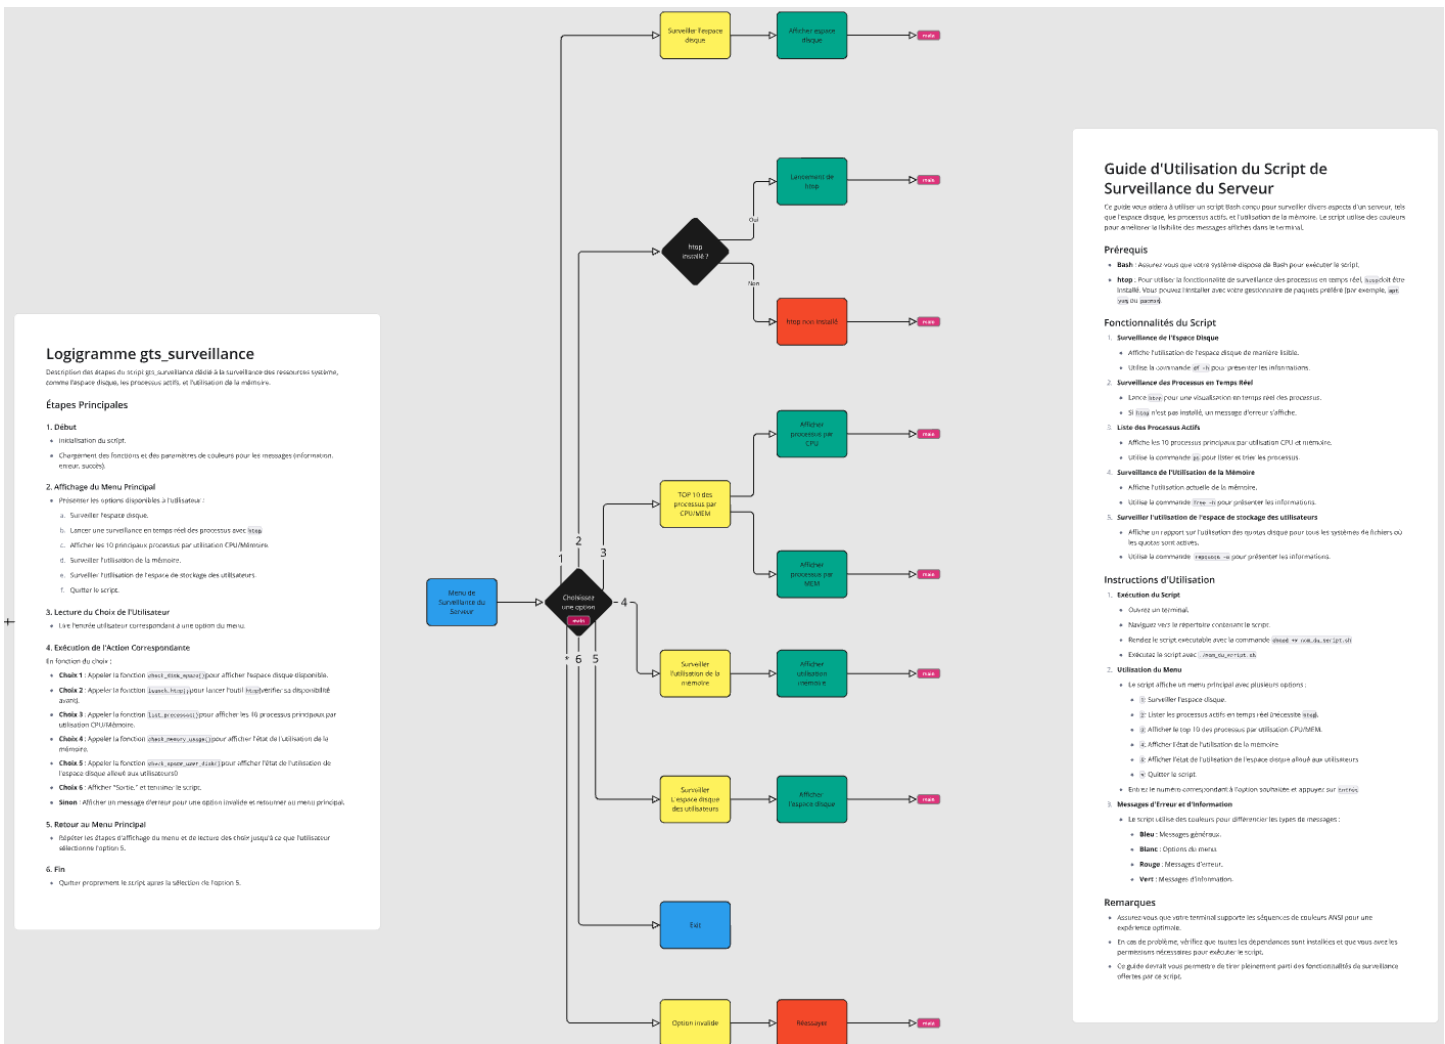 Logigramme gts_surveillance
Description des étapes du script gts_surveillance dédié à la surveillance des ressources système,
comme l'espace disque, les processus actifs, et l'utilisation de la mémoire.
Étapes Principales
1. Début
Initialisation du script.
Chargement des fonctions et des paramètres de couleurs pour les messages (information,
erreur, succès).
2. Affichage du Menu Principal
Présenter les options disponibles à l'utilisateur :
a. Surveiller l'espace disque.
b. Lancer une surveillance en temps réel des processus avec htop
c. Afficher les 10 principaux processus par utilisation CPU/Mémoire.
d. Surveiller l'utilisation de la mémoire.
e. Surveiller l'utilisation de l'espace de stockage des utilisateurs.
f. Quitter le script.
3. Lecture du Choix de l'Utilisateur
Lire l'entrée utilisateur correspondant à une option du menu.
4. Exécution de l'Action Correspondante
En fonction du choix :
Choix 1 : Appeler la fonction check_disk_space() pour afficher l'espace disque disponible.
Choix 2 : Appeler la fonction launch_htop() pour lancer l'outil htop (vérifier sa disponibilité
avant).
Choix 3 : Appeler la fonction list_processes() pour afficher les 10 processus principaux par
utilisation CPU/Mémoire.
Choix 4 : Appeler la fonction check_memory_usage() pour afficher l'état de l'utilisation de la
mémoire.
Choix 5 : Appeler la fonction check_space_user_disk() pour afficher l'état de l'utilisation de
l'espace disque alloué aux utilisateurs0
Choix 6 : Afficher "Sortie." et terminer le script.
Sinon : Afficher un message d'erreur pour une option invalide et retourner au menu principal.
5. Retour au Menu Principal
Répéter les étapes d'affichage du menu et de lecture des choix jusqu'à ce que l'utilisateur
sélectionne l'option 5.
6. Fin
Quitter proprement le script après la sélection de l'option 5.
Menu de
Surveillance du
Serveur
Choisissez
une option
main
1
2
3
4
5
6
*
Surveiller l'espace
disque
Afficher espace
disque
main
htop
installé ?
Oui
Non
Lancement de
htop
main
htop non installé
main
TOP 10 des
processus par
CPU/MEM
Afficher
processus par
CPU
main
Afficher
processus par
MEM
main
Surveiller
l'utilisation de la
mémoire
Afficher
utilisation
mémoire
main
Surveiller
L'espace disque
des utilisateurs
Afficher
l'espace disque
main
Exit
Option invalide
Réessayer
main
Guide d'Utilisation du Script de
Surveillance du Serveur
Ce guide vous aidera à utiliser un script Bash conçu pour surveiller divers aspects d'un serveur, tels
que l'espace disque, les processus actifs, et l'utilisation de la mémoire. Le script utilise des couleurs
pour améliorer la lisibilité des messages affichés dans le terminal.
Prérequis
Bash : Assurez-vous que votre système dispose de Bash pour exécuter le script.
htop : Pour utiliser la fonctionnalité de surveillance des processus en temps réel, htop doit être
installé. Vous pouvez l'installer avec votre gestionnaire de paquets préféré (par exemple, apt
yum ou pacman).
Fonctionnalités du Script
1. Surveillance de l'Espace Disque
Affiche l'utilisation de l'espace disque de manière lisible.
Utilise la commande df -h pour présenter les informations.
2. Surveillance des Processus en Temps Réel
Lance htop pour une visualisation en temps réel des processus.
Si htop n'est pas installé, un message d'erreur s'affiche.
3. Liste des Processus Actifs
Affiche les 10 processus principaux par utilisation CPU et mémoire.
Utilise la commande ps pour lister et trier les processus.
4. Surveillance de l'Utilisation de la Mémoire
Affiche l'utilisation actuelle de la mémoire.
Utilise la commande free -h pour présenter les informations.
5. Surveiller l'utilisation de l'espace de stockage des utilisateurs
Affiche un rapport sur l'utilisation des quotas disque pour tous les systèmes de fichiers où
les quotas sont activés.
Utilise la commande repquota -a pour présenter les informations.
Instructions d'Utilisation
1. Exécution du Script
Ouvrez un terminal.
Naviguez vers le répertoire contenant le script.
Rendez le script exécutable avec la commande chmod +x nom_du_script.sh
Exécutez le script avec ./nom_du_script.sh
2. Utilisation du Menu
Le script affiche un menu principal avec plusieurs options :
1: Surveiller l'espace disque.
2: Lister les processus actifs en temps réel (nécessite htop).
3: Afficher le top 10 des processus par utilisation CPU/MEM.
4: Afficher l'état de l'utilisation de la mémoire
Afficher l'état de l'utilisation de l'espace disque alloué aux utilisateurs
Quitter le script.
Entrez le numéro correspondant à l'option souhaitée et appuyez sur
3. Messages d'Erreur et d'Information
Le script utilise des couleurs pour différencier les types de messages :
Bleu : Messages généraux.
Blanc : Options du menu.
Rouge : Messages d'erreur.
Vert : Messages d'information.
Remarques
Assurez-vous que votre terminal supporte les séquences de couleurs ANSI pour une
expérience optimale.
En cas de problème, vérifiez que toutes les dépendances sont installées et que vous avez les
permissions nécessaires pour exécuter le script.
Ce guide devrait vous permettre de tirer pleinement parti des fonctionnalités de surveillance
offertes par ce script.